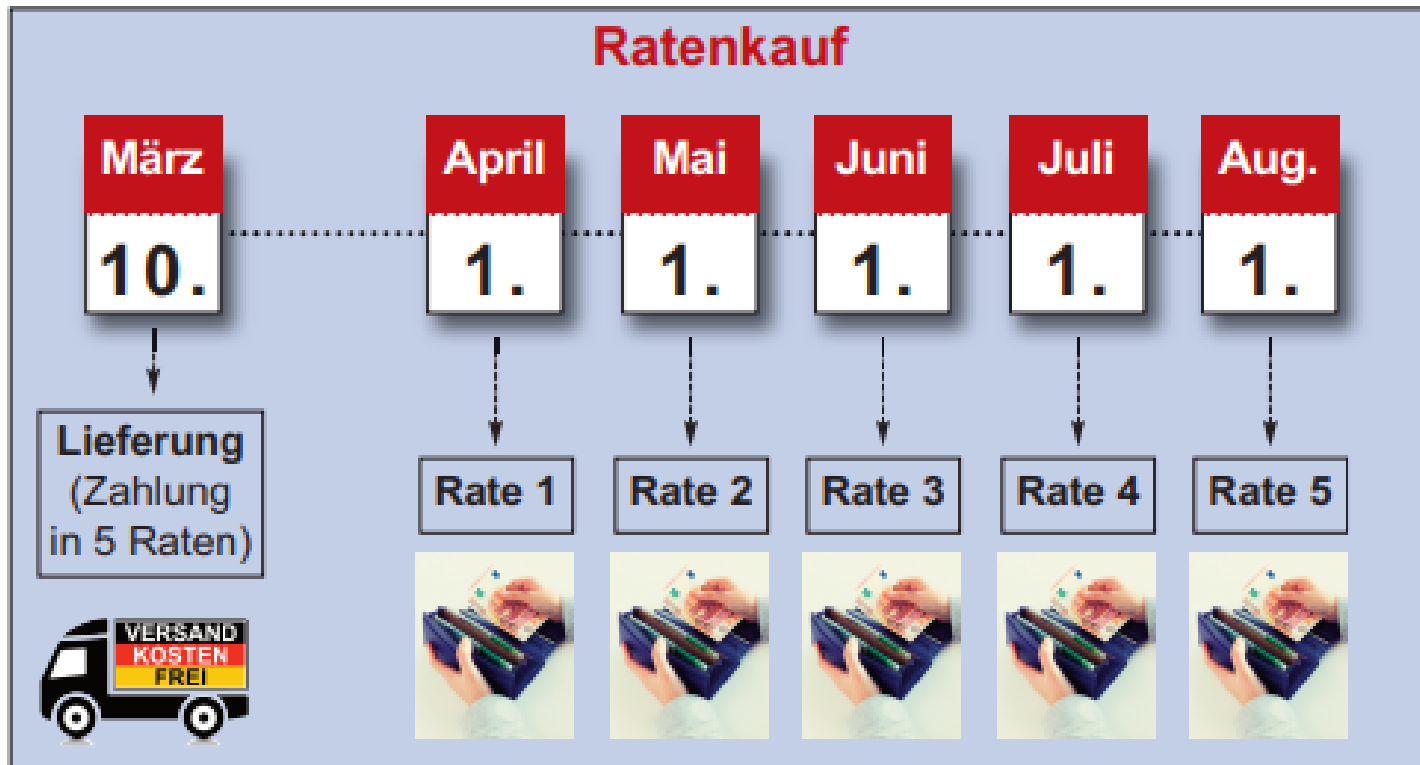 Ratenkauf
März
April
Mai
Juni
Juli
Aug.
10.
1.
1.
1.
1.
1.
Lieferung
(Zahlung
in 5 Raten)
Rate 1
Rate 2
Rate 3
Rate 4
Rate 5
VERSAND
KOSTEN
FREI